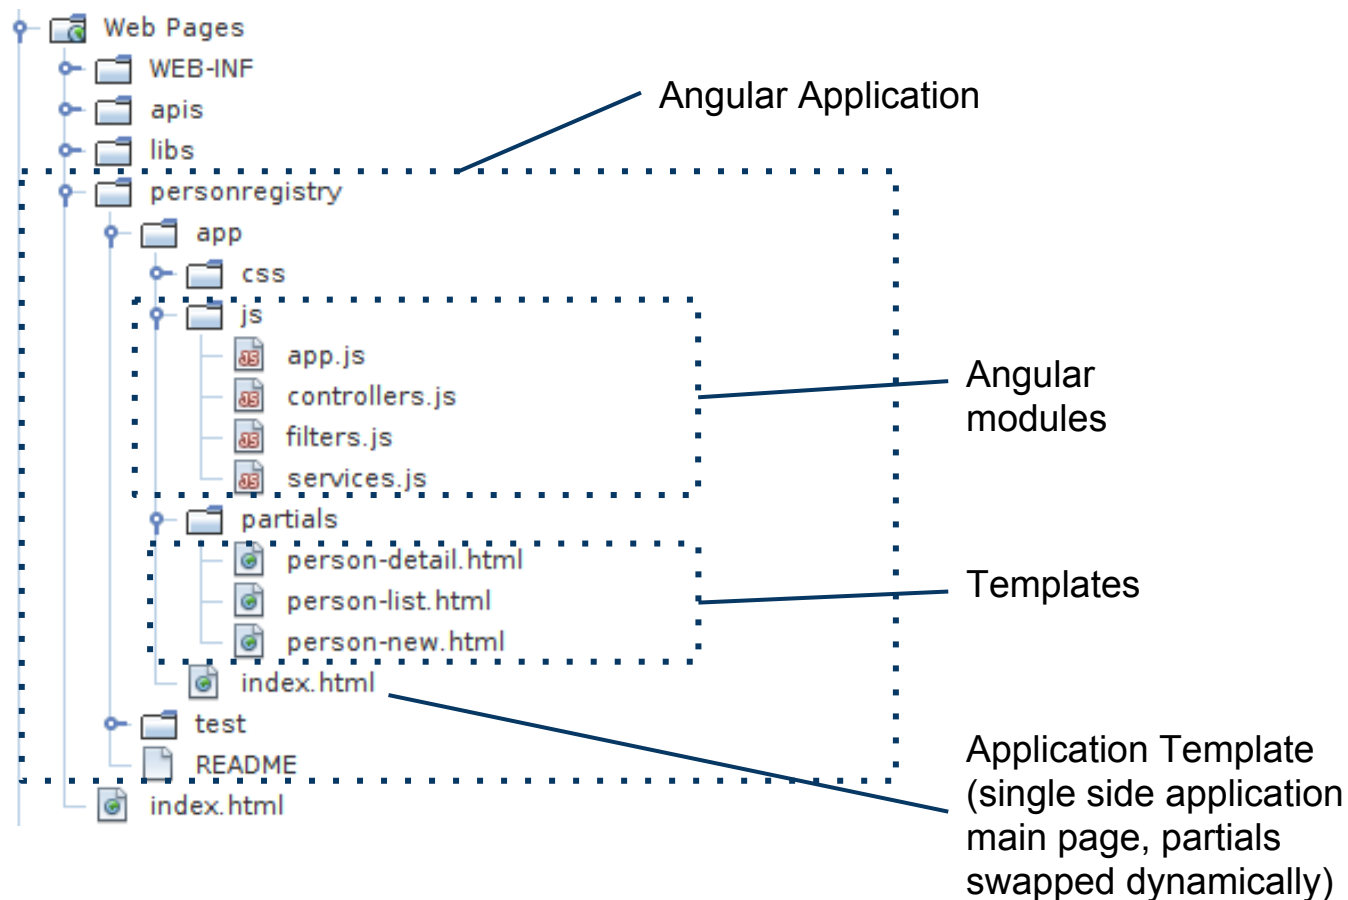 Web Pages
WEB-INF
apis
libs
personregistry
app
css
js
app.js
controllers.js
filters.js
services.js
partials
person-detail.html
person-list.html
person-new.html
index.html
test
README
index.html
Angular Application
Angular
modules
Templates
Application Template
(single side application
main page, partials
swapped dynamically)